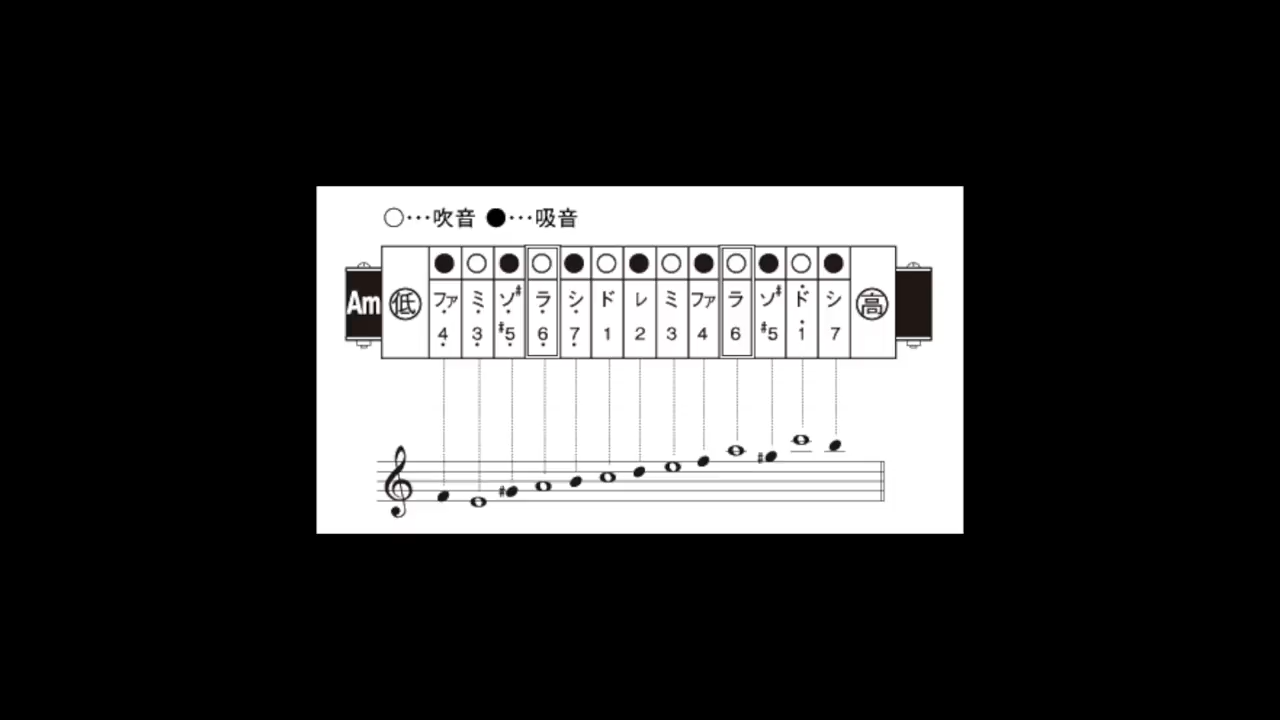 ○…吹音 ●…吸音
Am 低 ファ ミ ソ♯ ラ シ ド レ ミ ファ ラ ソ♯ ド シ 高
4 3 ♯5 6 7 1 2 3 4 6 ♯5 1 7